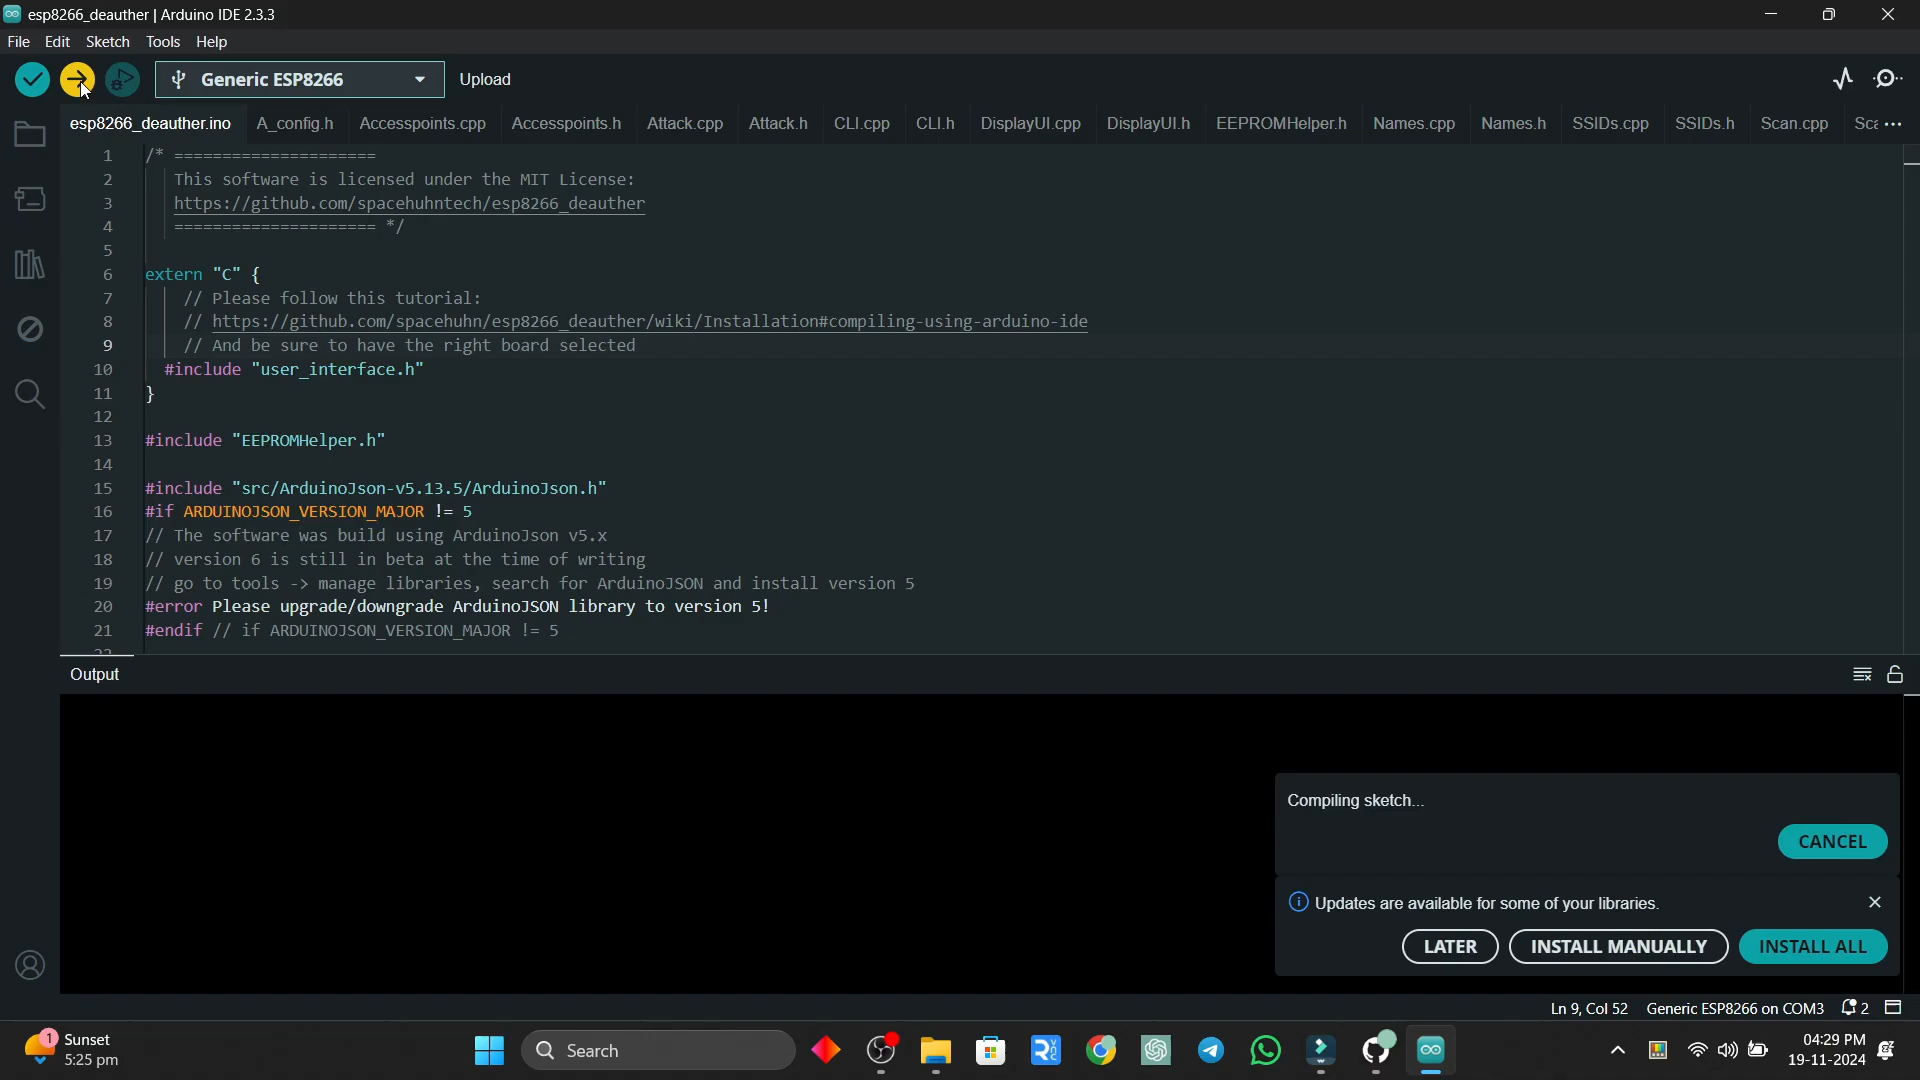 esp8266_deauther | Arduino IDE 2.3.3
File Edit Sketch Tools Help
Generic ESP8266 Upload
esp8266_deauther.ino A_config.h Accesspoints.cpp Accesspoints.h Attack.cpp Attack.h CLI.cpp CLI.h DisplayUI.cpp DisplayUI.h EEPROMHelper.h Names.cpp Names.h SSIDs.cpp SSIDs.h Scan.cpp Sc ...
1 /* =====================
2 This software is licensed under the MIT License:
3 https://github.com/spacehuhntech/esp8266_deauther
4 ===================== */
5
6 extern "C" {
7 // Please follow this tutorial:
8 // https://github.com/spacehuhn/esp8266_deauther/wiki/Installation#compiling-using-arduino-ide
9 // And be sure to have the right board selected
10 #include "user_interface.h"
11 }
12
13 #include "EEPROMHelper.h"
14
15 #include "src/ArduinoJson-v5.13.5/ArduinoJson.h"
16 #if ARDUINOJSON_VERSION_MAJOR != 5
17 // The software was build using ArduinoJson v5.x
18 // version 6 is still in beta at the time of writing
19 // go to tools -> manage libraries, search for ArduinoJSON and install version 5
20 #error Please upgrade/downgrade ArduinoJSON library to version 5!
21 #endif // if ARDUINOJSON_VERSION_MAJOR != 5
Output
Compiling sketch...
CANCEL
Updates are available for some of your libraries.
LATER INSTALL MANUALLY INSTALL ALL
Ln 9, Col 52 Generic ESP8266 on COM3 2
1 Sunset
5:25 pm
Search
04:29 PM
19-11-2024